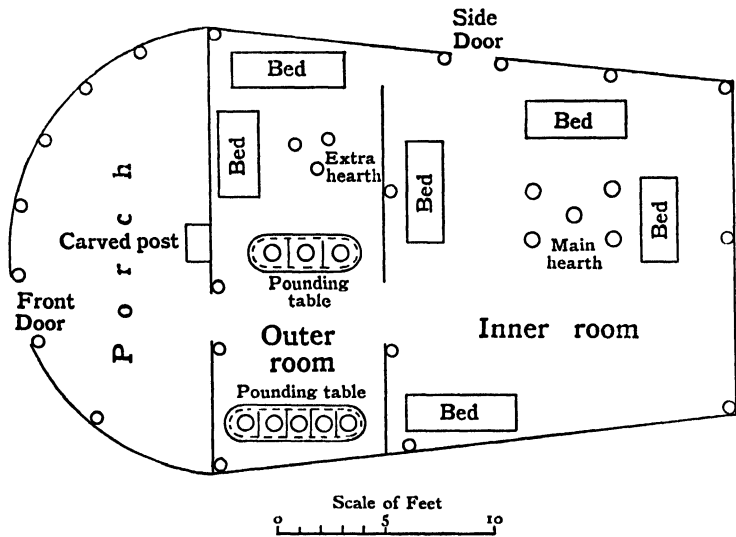 Side
Door
Bed
Bed
Extra
hearth
Bed
Bed
Bed
Porch
Carved post
Main
hearth
Pounding
table
Front
Door
Outer
room
Inner room
Pounding table
Bed
Scale of Feet
0 5 10